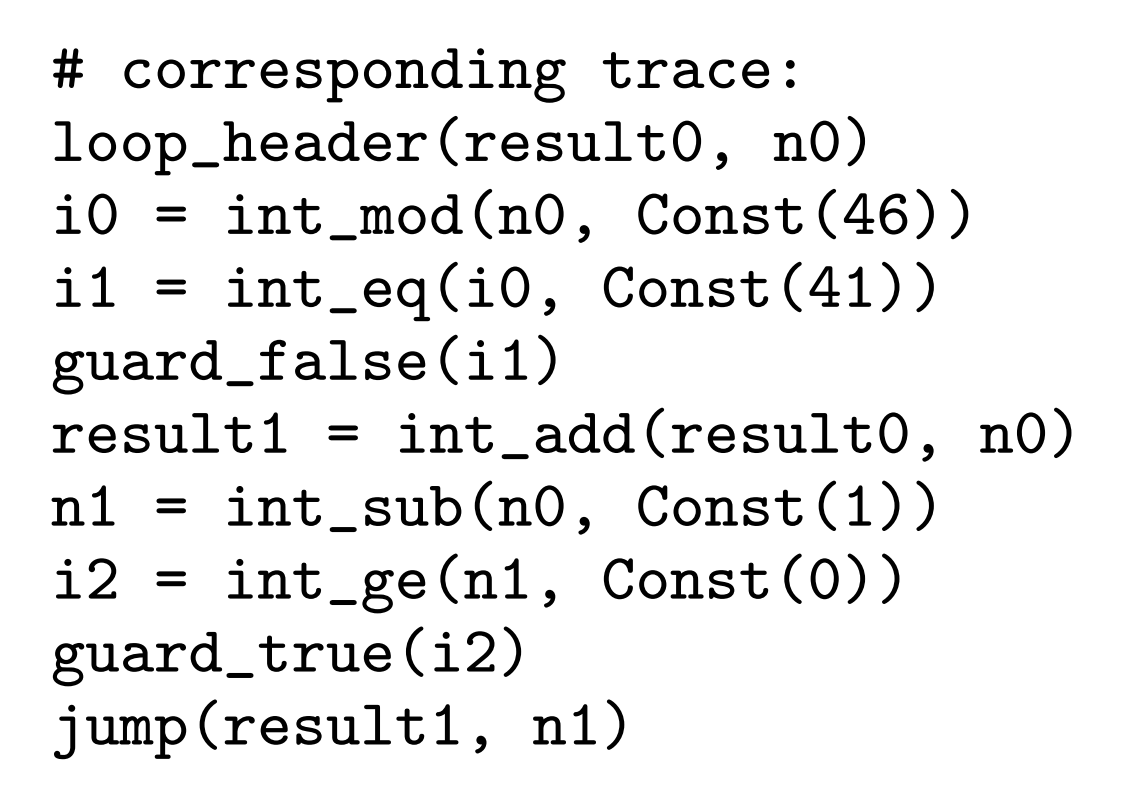 # corresponding trace:
loop_header(result0, n0)
i0 = int_mod(n0, Const(46))
i1 = int_eq(i0, Const(41))
guard_false(i1)
result1 = int_add(result0, n0)
n1 = int_sub(n0, Const(1))
i2 = int_ge(n1, Const(0))
guard_true(i2)
jump(result1, n1)